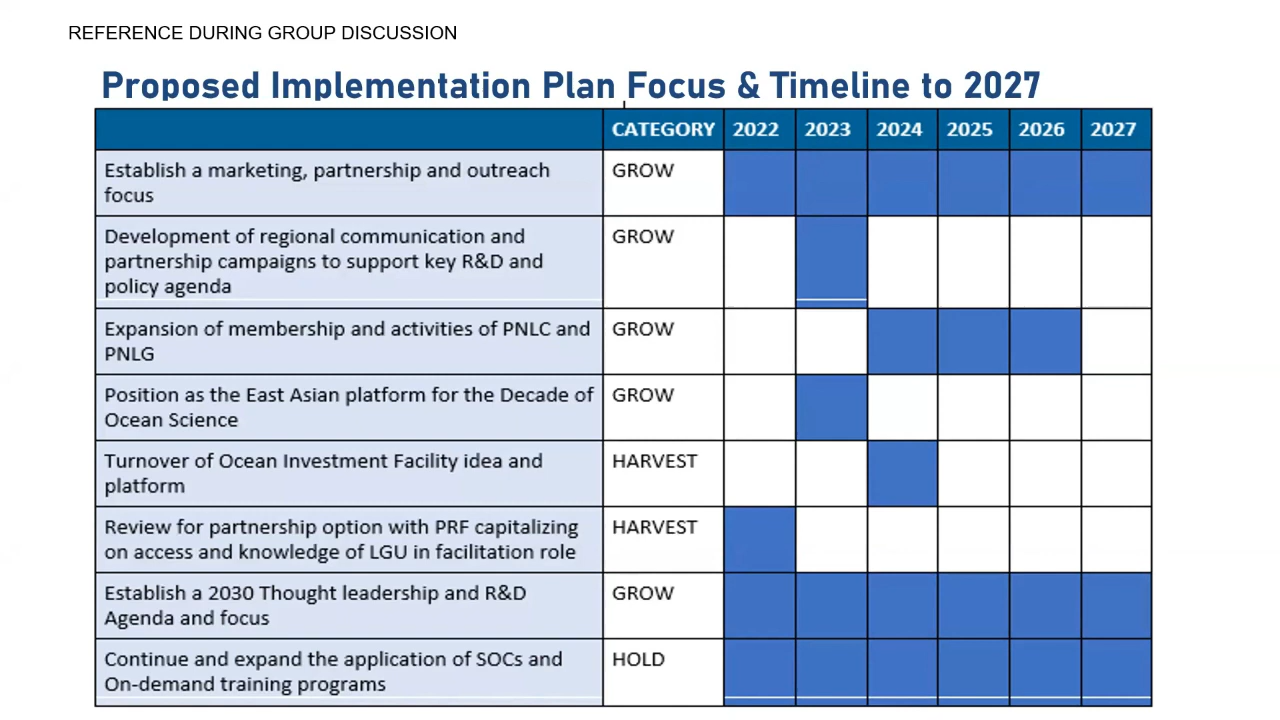 REFERENCE DURING GROUP DISCUSSION
Proposed Implementation Plan Focus & Timeline to 2027
CATEGORY 2022 2023 2024 2025 2026 2027
Establish a marketing, partnership and outreach GROW
focus
Development of regional communication and GROW
partnership campaigns to support key R&D and
policy agenda
Expansion of membership and activities of PNLC and GROW
PNLG
Position as the East Asian platform for the Decade of GROW
Ocean Science
Turnover of Ocean Investment Facility idea and HARVEST
platform
Review for partnership option with PRF capitalizing HARVEST
on access and knowledge of LGU in facilitation role
Establish a 2030 Thought leadership and R&D GROW
Agenda and focus
Continue and expand the application of SOCs and HOLD
On-demand training programs